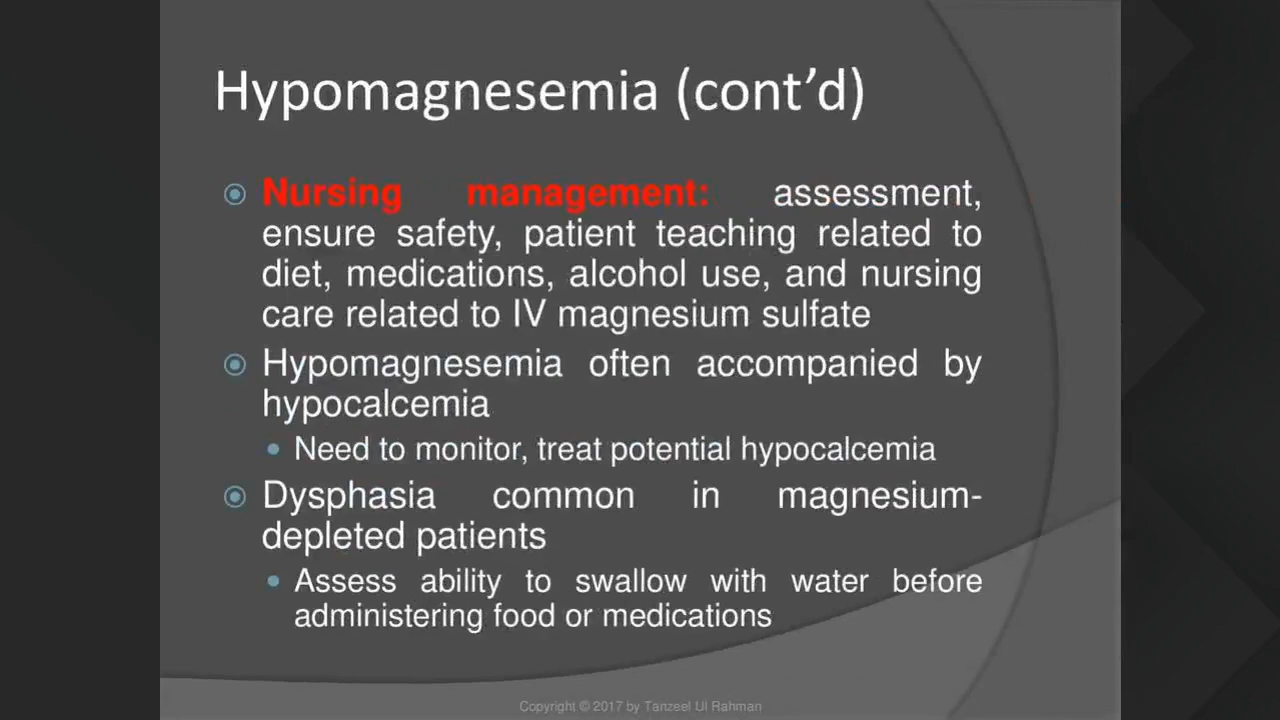 Hypomagnesemia (cont’d)
Nursing management: assessment,
ensure safety, patient teaching related to
diet, medications, alcohol use, and nursing
care related to IV magnesium sulfate
Hypomagnesemia often accompanied by
hypocalcemia
Need to monitor, treat potential hypocalcemia
Dysphasia common in magnesium-
depleted patients
Assess ability to swallow with water before
administering food or medications
Copyright © 2017 by Tanzeel Ul Rahman